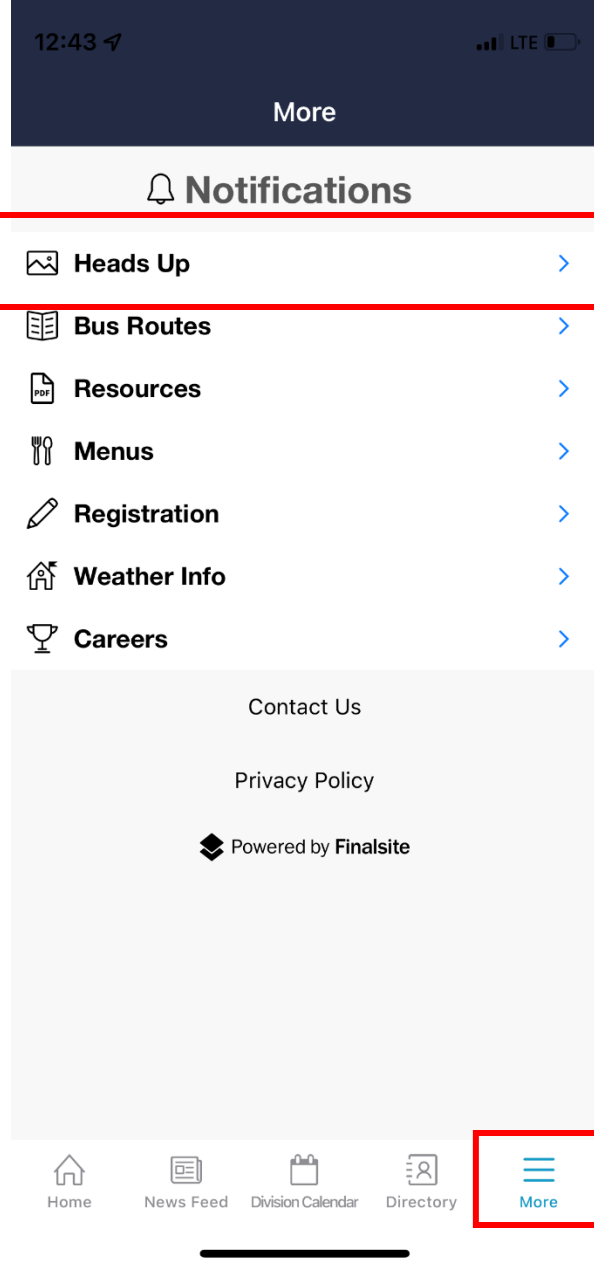 12:43 LTE
More
Notifications
Heads Up
Bus Routes
PDF Resources
Menus
Registration
Weather Info
Careers
Contact Us
Privacy Policy
Powered by Finalsite
Home News Feed Division Calendar Directory More